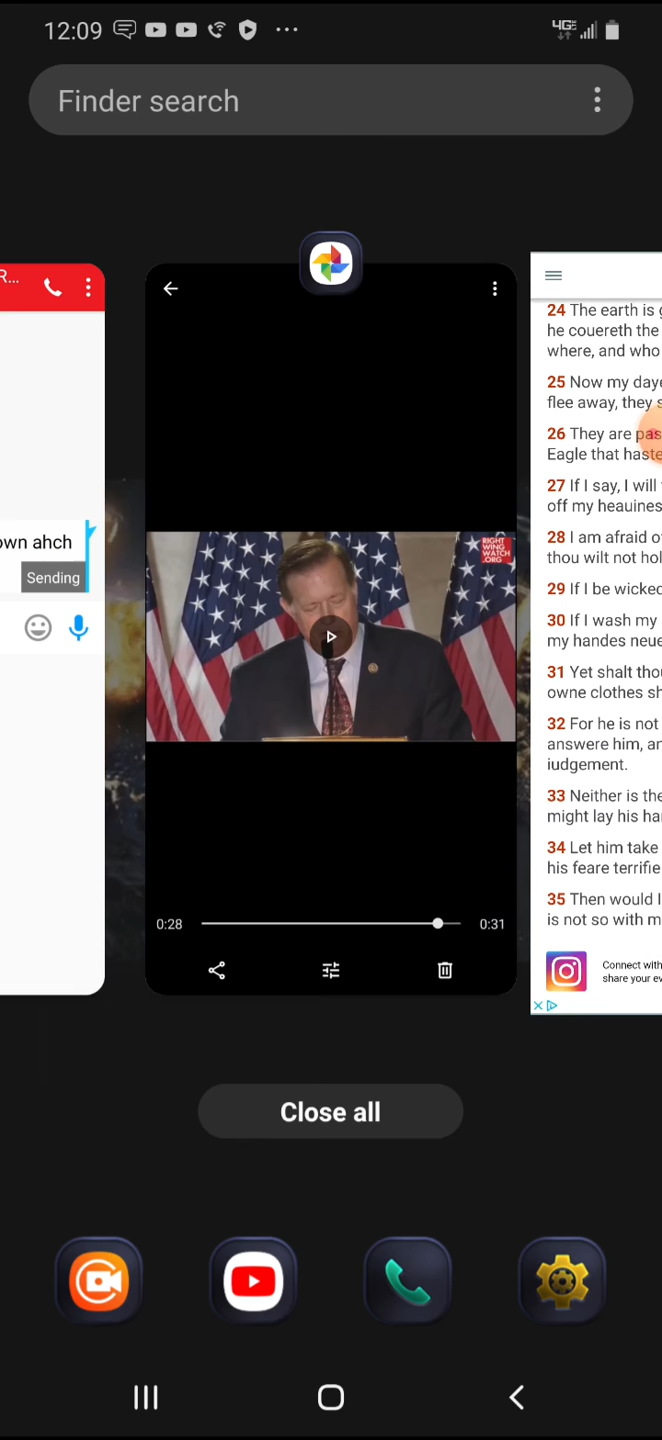 12:09
4GE
Finder search
R...
own ahch
Sending
RIGHT
WING
WATCH
.ORG
0:28
0:31
24 The earth is g
he couereth the
where, and who
25 Now my daye
flee away, they s
26 They are pas
Eagle that haste
27 If I say, I will
off my heauines
28 I am afraid o
thou wilt not hol
29 If I be wicked
30 If I wash my
my handes neue
31 Yet shalt thou
owne clothes sh
32 For he is not
answere him, an
iudgement.
33 Neither is the
might lay his ha
34 Let him take
his feare terrifie
35 Then would I
is not so with m
Connect with
share your ev
Close all